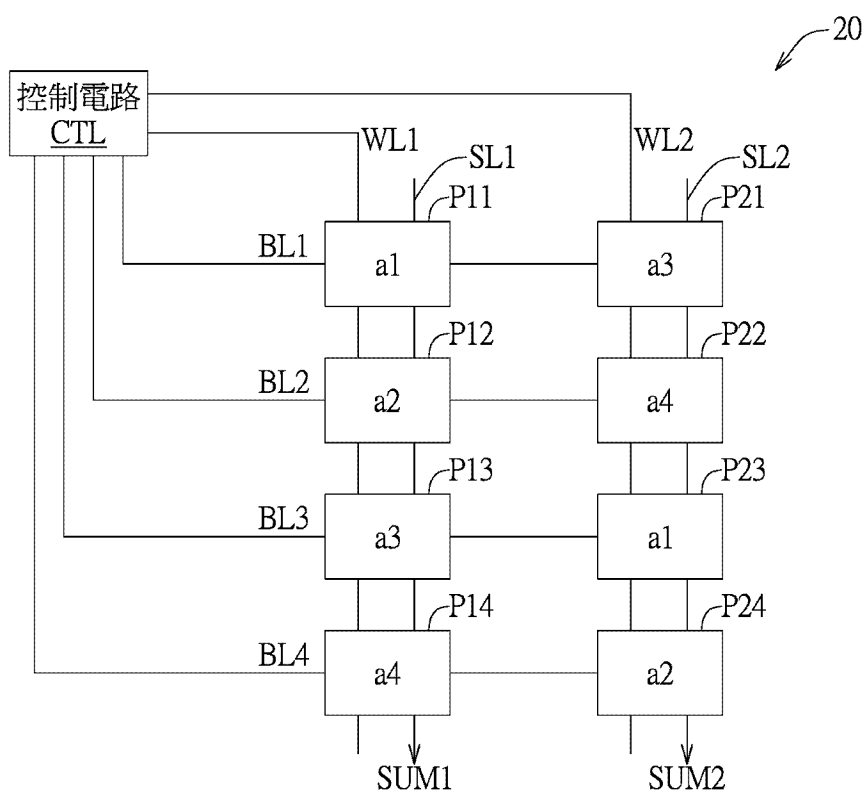 20
控制電路
CTL
WL1
WL2
SL1
SL2
P11
P21
BL1
a1
a3
P12
P22
BL2
a2
a4
P13
P23
BL3
a3
a1
P14
P24
BL4
a4
a2
SUM1
SUM2